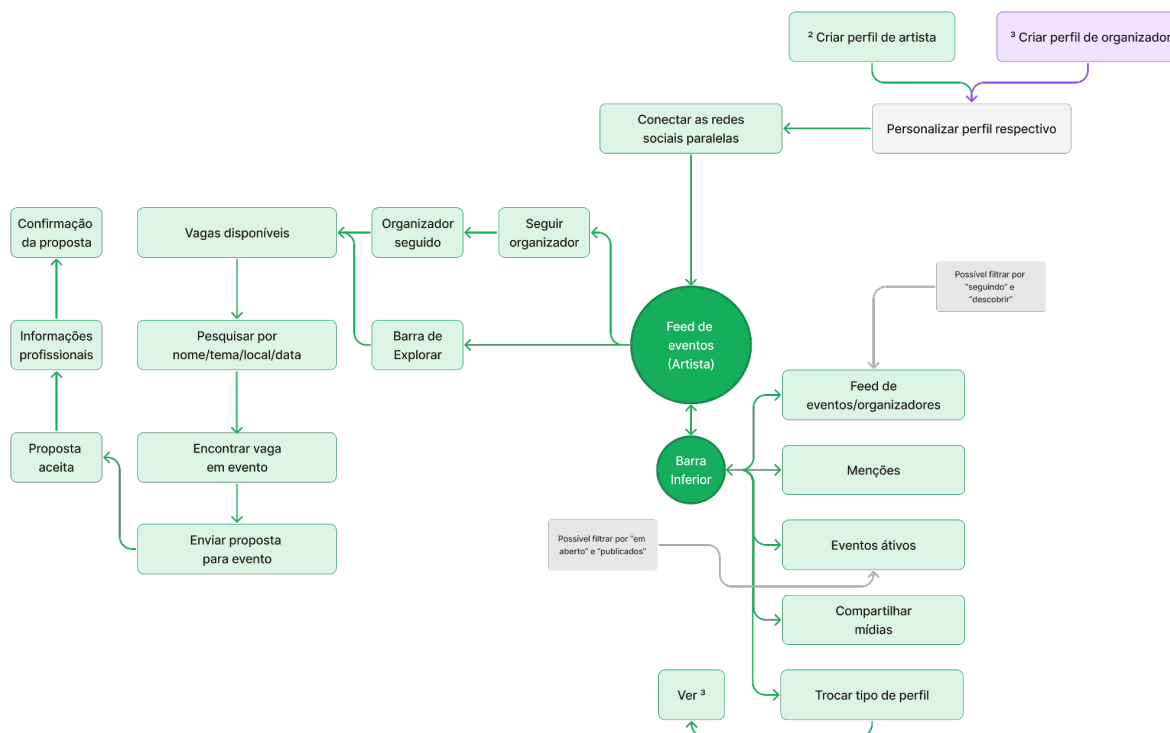 ² Criar perfil de artista
³ Criar perfil de organizador
Conectar as redes
sociais paralelas
Personalizar perfil respectivo
Confirmação
da proposta
Vagas disponíveis
Organizador
seguido
Seguir
organizador
Possível filtrar por
"seguindo" e
"descobrir"
Informações
profissionais
Pesquisar por
nome/tema/local/data
Barra de
Explorar
Feed de
eventos
(Artista)
Feed de
eventos/organizadores
Proposta
aceita
Encontrar vaga
em evento
Barra
Inferior
Menções
Enviar proposta
para evento
Possível filtrar por "em
aberto" e "publicados"
Eventos átivos
Compartilhar
mídias
Ver ³
Trocar tipo de perfil